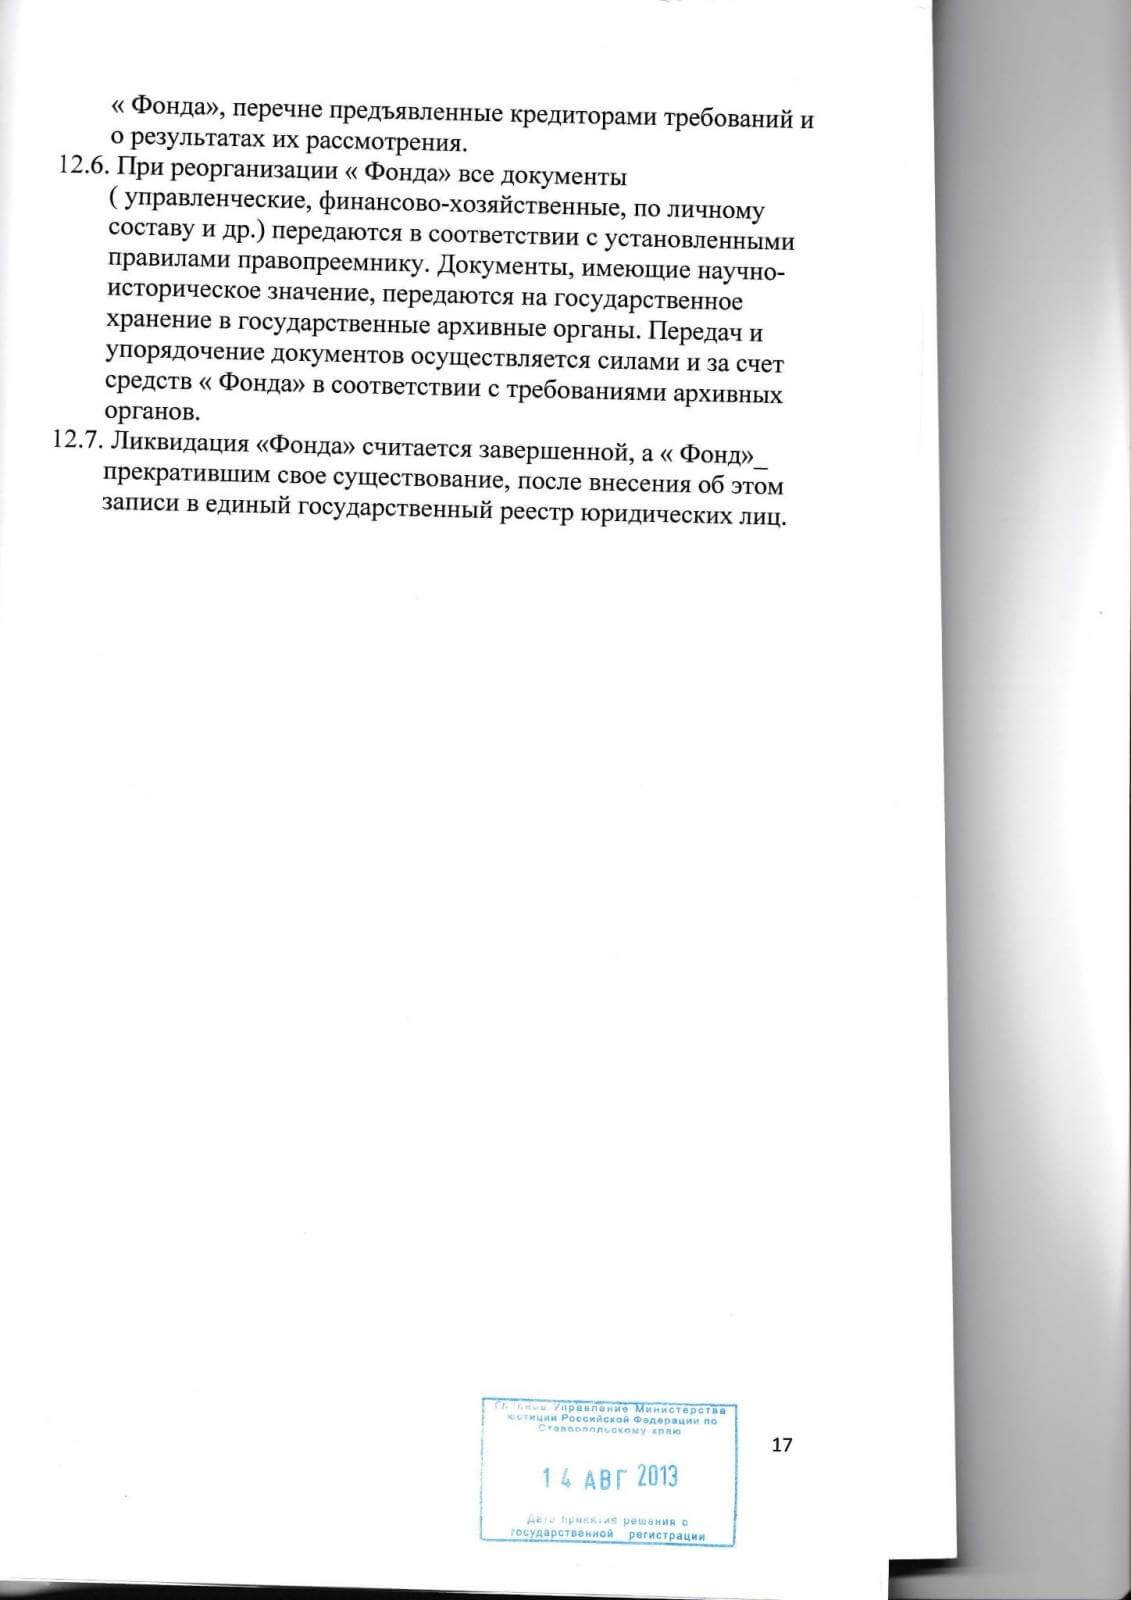 « Фонда», перечне предъявленные кредиторами требований и
о результатах их рассмотрения.
12.6. При реорганизации « Фонда» все документы
( управленческие, финансово-хозяйственные, по личному
составу и др.) передаются в соответствии с установленными
правилами правопреемнику. Документы, имеющие научно-
историческое значение, передаются на государственное
хранение в государственные архивные органы. Передач и
упорядочение документов осуществляется силами и за счет
средств « Фонда» в соответствии с требованиями архивных
органов.
12.7. Ликвидация «Фонда» считается завершенной, а « Фонд»_
прекратившим свое существование, после внесения об этом
записи в единый государственный реестр юридических лиц.
Главное Управление Министерства
юстиции Российской Федерации по
Ставропольскому краю
14 АВГ 2013
Дата принятия решения о
государственной регистрации
17